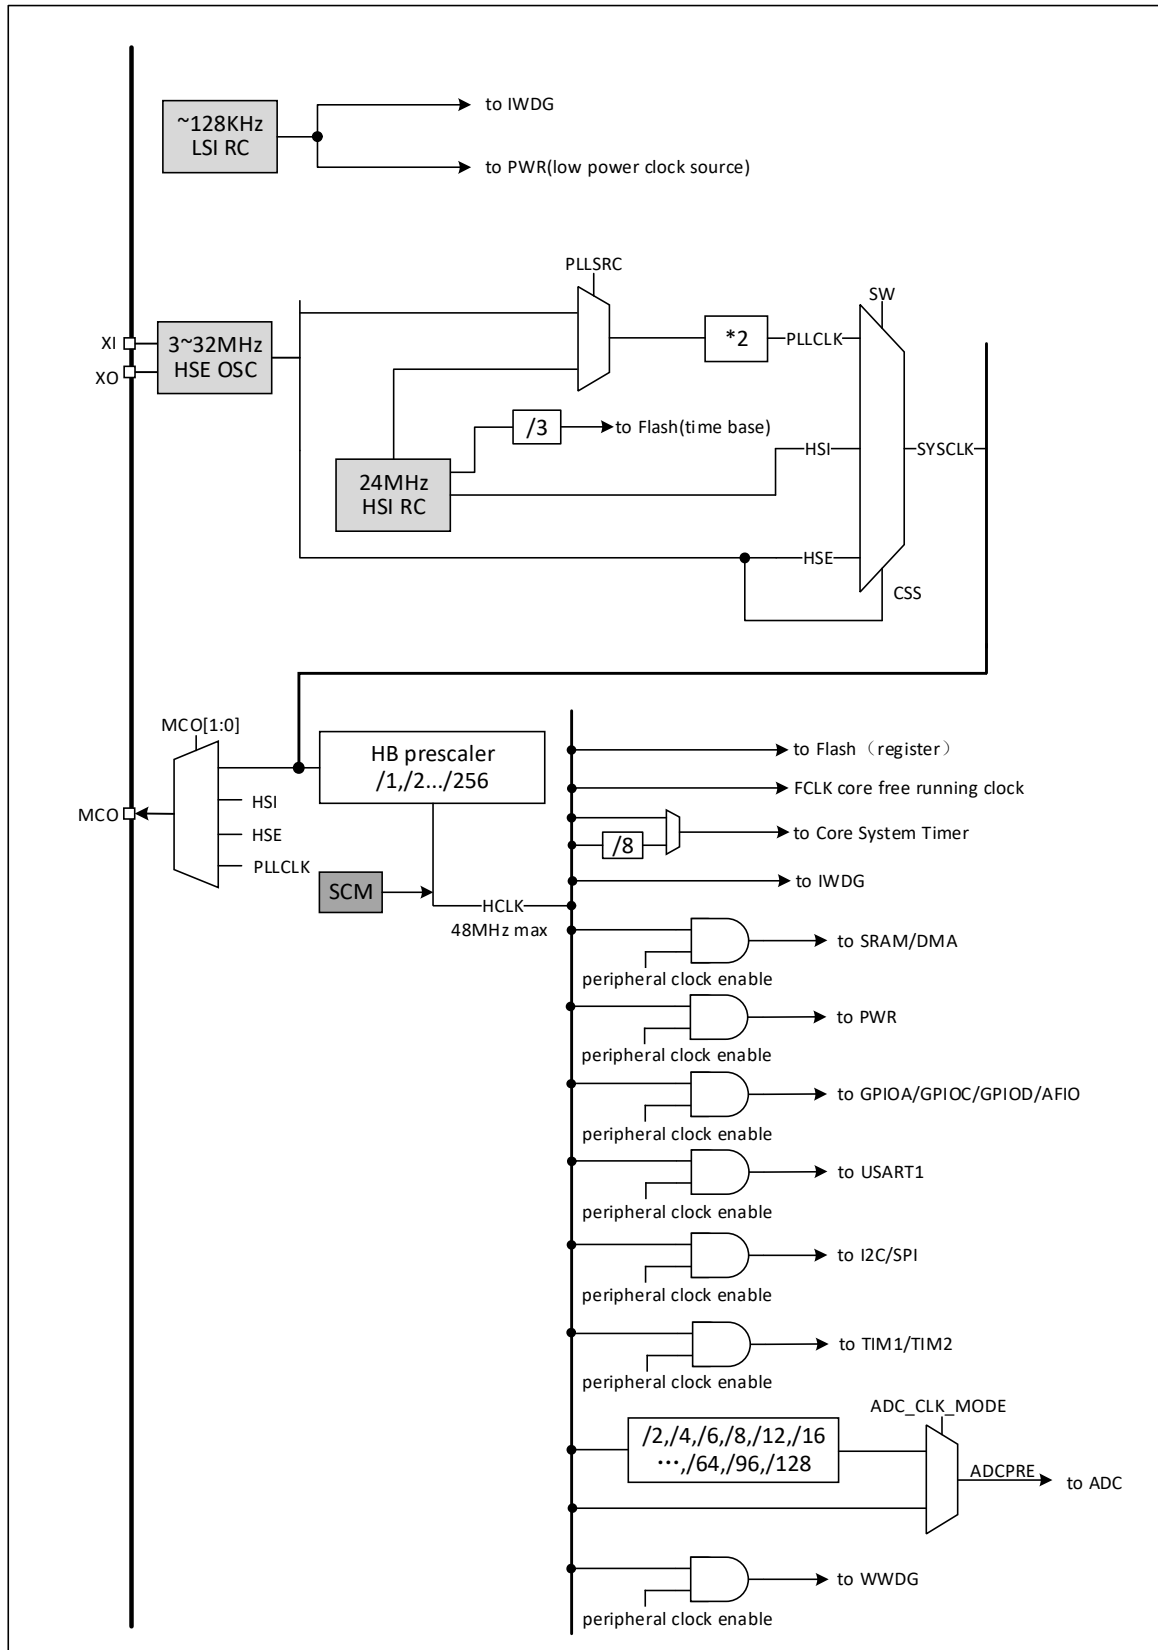 ~128KHz
LSI RC
to IWDG
to PWR(low power clock source)
PLLSRC
SW
XI
XO
3~32MHz
HSE OSC
*2
PLLCLK
/3
to Flash(time base)
24MHz
HSI RC
HSI
SYSCLK
HSE
CSS
MCO[1:0]
HB prescaler
/1,/2.../256
HSI
MCO
HSE
PLLCLK
SCM
HCLK
48MHz max
to Flash（register）
FCLK core free running clock
/8
to Core System Timer
to IWDG
to SRAM/DMA
peripheral clock enable
to PWR
peripheral clock enable
to GPIOA/GPIOC/GPIOD/AFIO
peripheral clock enable
to USART1
peripheral clock enable
to I2C/SPI
peripheral clock enable
to TIM1/TIM2
peripheral clock enable
ADC_CLK_MODE
/2,/4,/6,/8,/12,/16
…,/64,/96,/128
ADCPRE
to ADC
to WWDG
peripheral clock enable